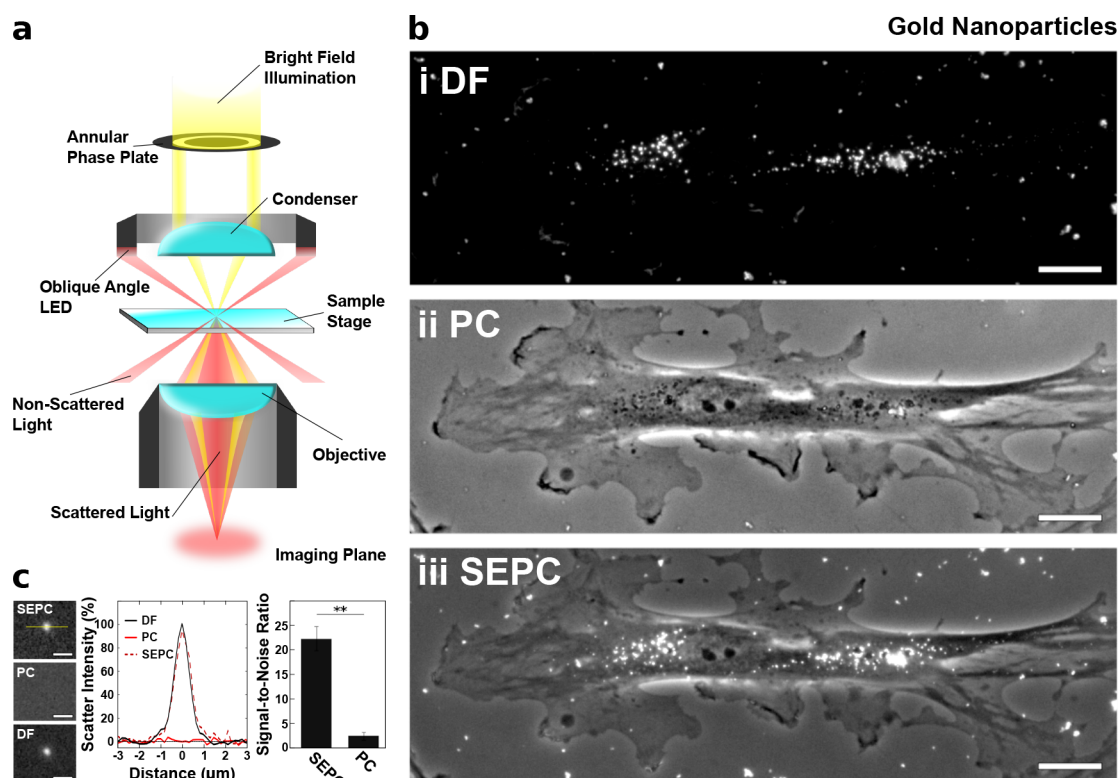 a
Bright Field
Illumination
Annular
Phase Plate
Condenser
Oblique Angle
LED
Sample
Stage
Non-Scattered
Light
Objective
Scattered Light
Imaging Plane
b
Gold Nanoparticles
i DF
ii PC
iii SEPC
c
SEPC
PC
DF
Scatter Intensity (%)
100
80
60
40
20
0
-3 -2 -1 0 1 2 3
Distance (µm)
DF
PC
SEPC
Signal-to-Noise Ratio
25
20
15
10
5
0
**
SEPC
PC